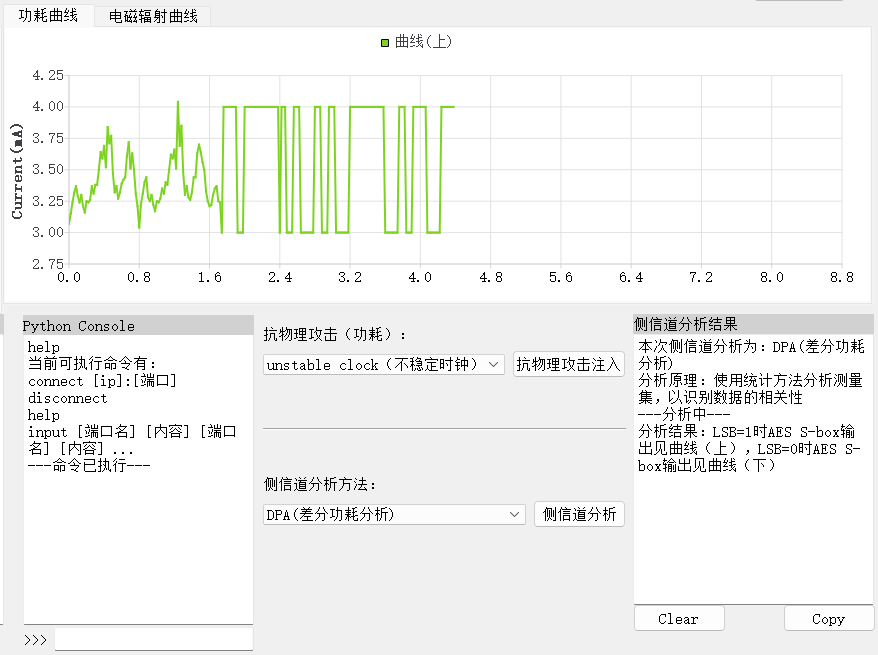 功耗曲线 电磁辐射曲线
曲线(上)
4.25
4.00
3.75
3.50
3.25
3.00
2.75
Current(mA)
0.0 0.8 1.6 2.4 3.2 4.0 4.8 5.6 6.4 7.2 8.0 8.8
Python Console
help
当前可执行命令有:
connect [ip]:[端口]
disconnect
help
input [端口名] [内容] [端口
名] [内容] ...
---命令已执行---
>>>
抗物理攻击（功耗）:
unstable clock（不稳定时钟） 抗物理攻击注入
侧信道分析方法:
DPA(差分功耗分析) 侧信道分析
侧信道分析结果
本次侧信道分析为：DPA(差分功耗
分析)
分析原理：使用统计方法分析测量
集，以识别数据的相关性
---分析中---
分析结果：LSB=1时AES S-box输
出见曲线（上）,LSB=0时AES S-
box输出见曲线（下）
Clear Copy